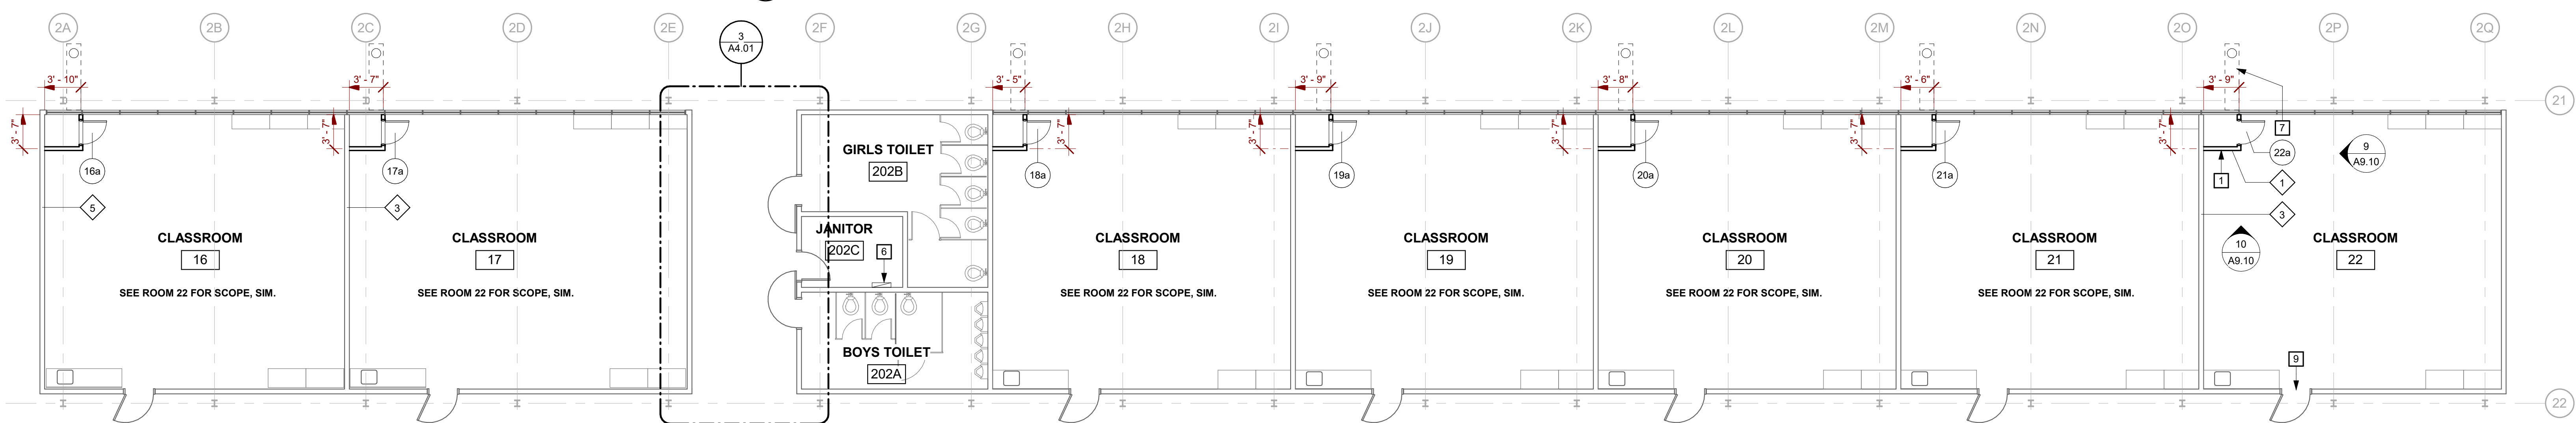 2A 2B 2C 2D 2E 2F 2G 2H 2I 2J 2K 2L 2M 2N 2O 2P 2Q
3
A4.01
3' - 10" 3' - 7" 3' - 5" 3' - 9" 3' - 8" 3' - 6" 3' - 9"
21
3' - 7" 3' - 7" 3' - 7" 3' - 7" 3' - 7" 3' - 7" 3' - 7"
7
16a 17a 18a 19a 20a 21a 22a
9
A9.10
1 1
5 3 3
GIRLS TOILET
202B
JANITOR
202C
6
BOYS TOILET
202A
CLASSROOM
16
SEE ROOM 22 FOR SCOPE, SIM.
CLASSROOM
17
SEE ROOM 22 FOR SCOPE, SIM.
CLASSROOM
18
SEE ROOM 22 FOR SCOPE, SIM.
CLASSROOM
19
SEE ROOM 22 FOR SCOPE, SIM.
CLASSROOM
20
SEE ROOM 22 FOR SCOPE, SIM.
CLASSROOM
21
SEE ROOM 22 FOR SCOPE, SIM.
10
A9.10
CLASSROOM
22
9
22